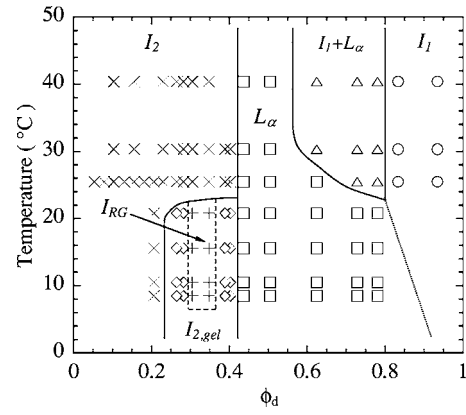 50
40
30
20
10
0
Temperature ( °C)
I₂
I₁+Lα
I₁
Lα
I_RG
I₂,gel
0 0.2 0.4 0.6 0.8 1
ϕd